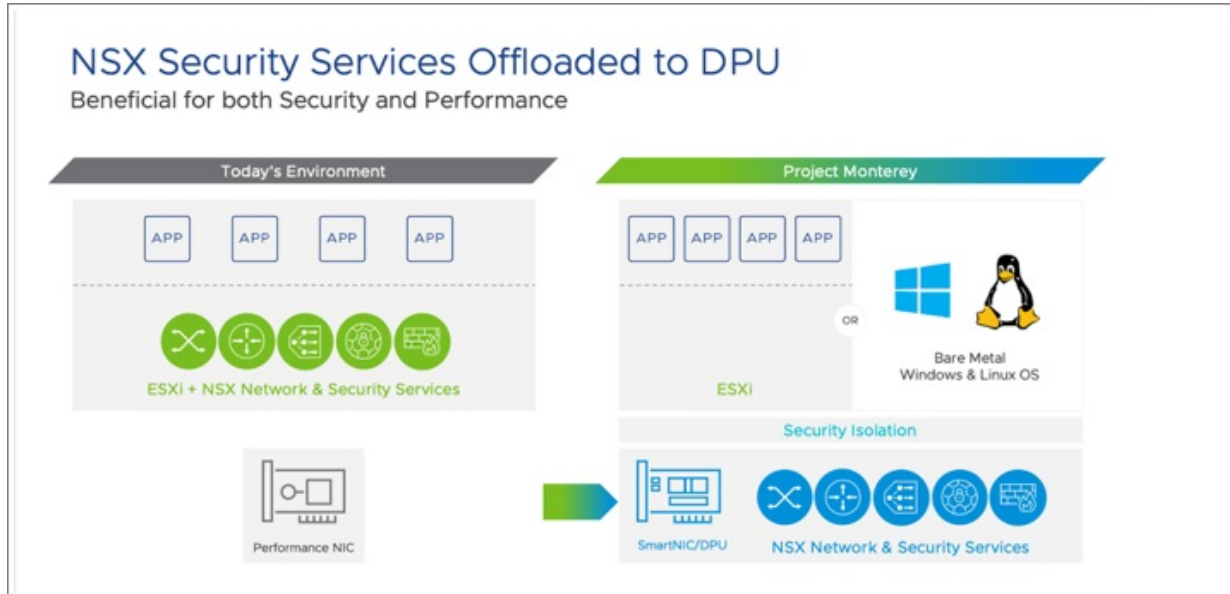 NSX Security Services Offloaded to DPU
Beneficial for both Security and Performance
Today's Environment
APP APP APP APP
ESXi + NSX Network & Security Services
Performance NIC
Project Monterey
APP APP APP APP
ESXi
OR
Bare Metal
Windows & Linux OS
Security Isolation
SmartNIC/DPU
NSX Network & Security Services